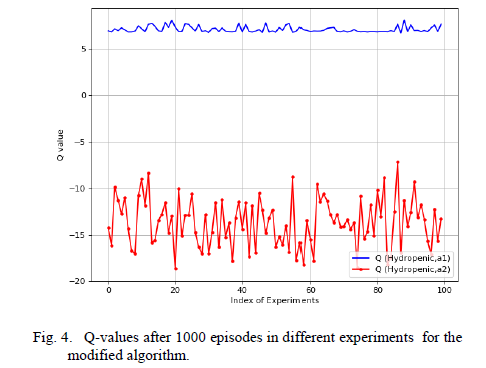 5
0
−5
−10
−15
−20
Q value
0
20
40
60
80
100
Index of Experiments
Q (Hydropenic,a1)
Q (Hydropenic,a2)
Fig. 4. Q-values after 1000 episodes in different experiments for the
modified algorithm.